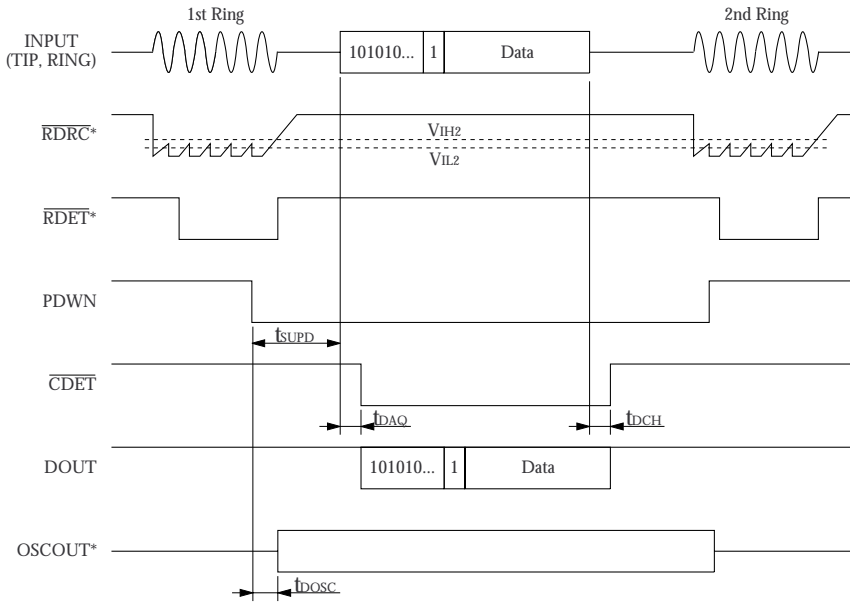 1st Ring
2nd Ring
INPUT
(TIP, RING)
101010... 1 Data
RDRC*
VIH2
VIL2
RDET*
PDWN
tSUPD
CDET
tDAQ
tDCH
DOUT
101010... 1 Data
OSCOUT*
tDOSC